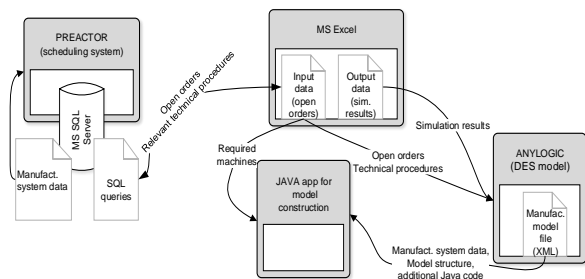 PREACTOR
(scheduling system)
MS SQL
Server
Manufact.
system data
SQL
queries
Open orders
Relevant technical procedures
MS Excel
Input
data
(open
orders)
Output
data
(sim.
results)
Simulation results
Required
machines
Open orders
Technical procedures
JAVA app for
model
construction
ANYLOGIC
(DES model)
Manufac.
model
file
(XML)
Manufact. system data,
Model structure,
additional Java code